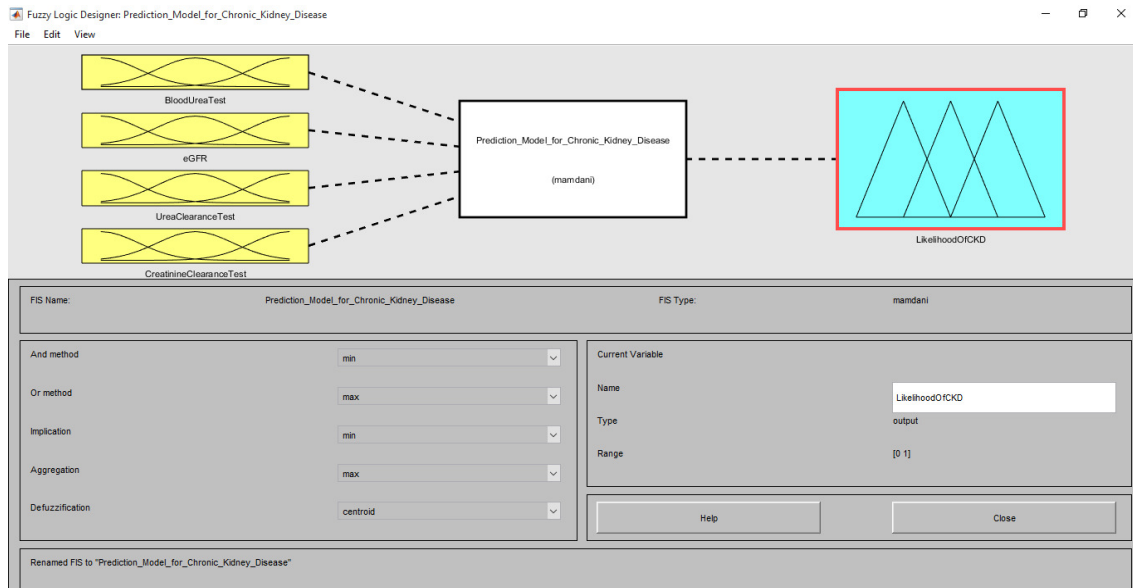 Fuzzy Logic Designer: Prediction_Model_for_Chronic_Kidney_Disease
File Edit View
BloodUreaTest
eGFR
UreaClearanceTest
CreatinineClearanceTest
Prediction_Model_for_Chronic_Kidney_Disease
(mamdani)
LikelihoodOfCKD
FIS Name: Prediction_Model_for_Chronic_Kidney_Disease FIS Type: mamdani
And method min
Or method max
Implication min
Aggregation max
Defuzzification centroid
Current Variable
Name LikelihoodOfCKD
Type output
Range [0 1]
Help Close
Renamed FIS to "Prediction_Model_for_Chronic_Kidney_Disease"